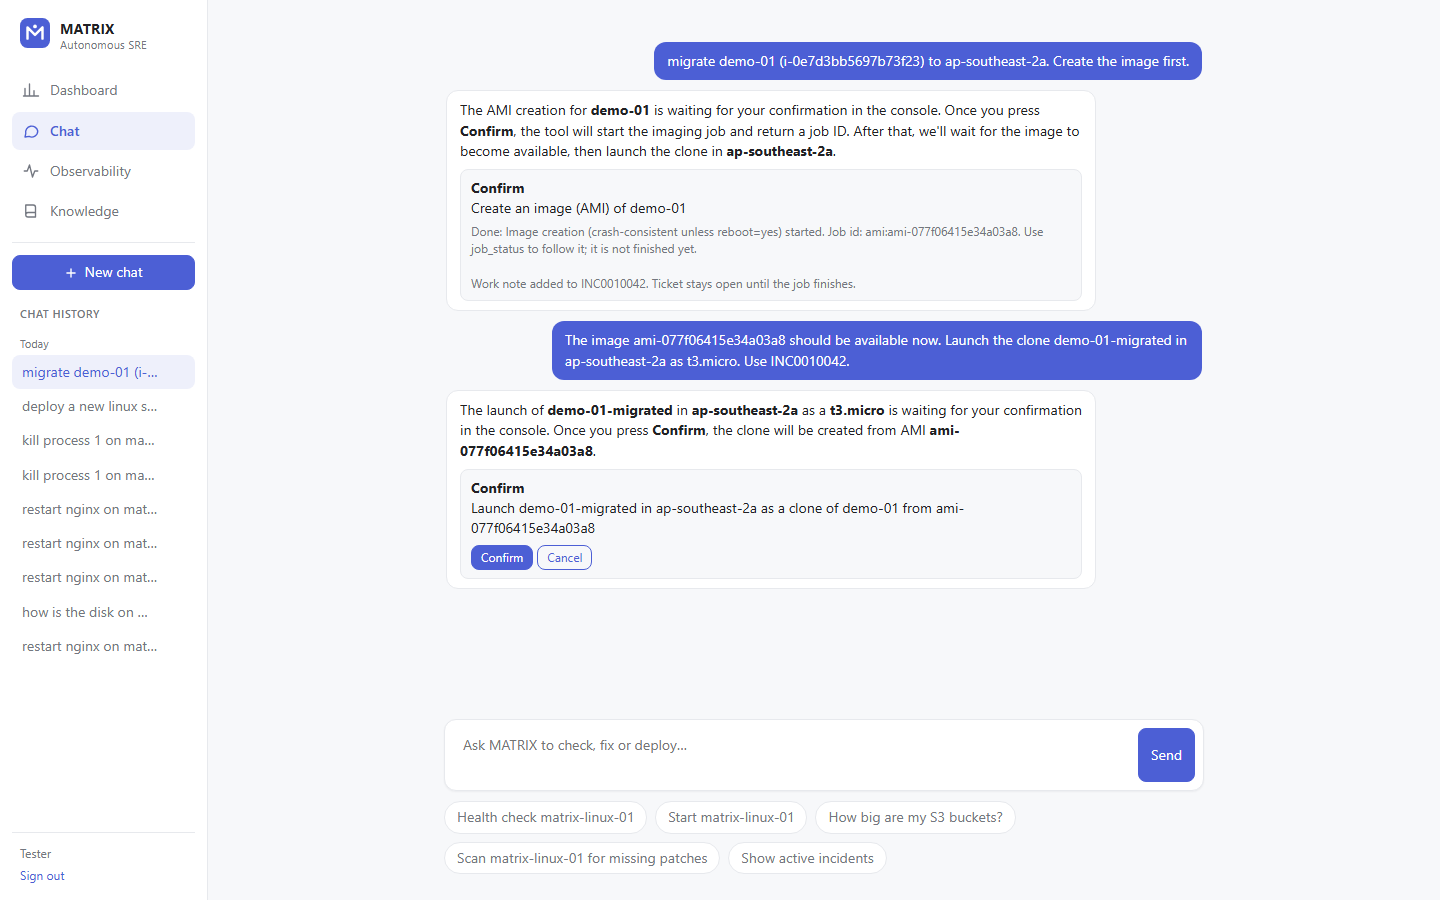 MATRIX
Autonomous SRE
Dashboard
Chat
Observability
Knowledge
+ New chat
CHAT HISTORY
Today
migrate demo-01 (i-...
deploy a new linux s...
kill process 1 on ma...
kill process 1 on ma...
restart nginx on mat...
restart nginx on mat...
restart nginx on mat...
how is the disk on ...
restart nginx on mat...
Tester
Sign out
migrate demo-01 (i-0e7d3bb5697b73f23) to ap-southeast-2a. Create the image first.
The AMI creation for demo-01 is waiting for your confirmation in the console. Once you press
Confirm, the tool will start the imaging job and return a job ID. After that, we'll wait for the image to
become available, then launch the clone in ap-southeast-2a.
Confirm
Create an image (AMI) of demo-01
Done: Image creation (crash-consistent unless reboot=yes) started. Job id: ami:ami-077f06415e34a03a8. Use
job_status to follow it; it is not finished yet.
Work note added to INC0010042. Ticket stays open until the job finishes.
The image ami-077f06415e34a03a8 should be available now. Launch the clone demo-01-migrated in
ap-southeast-2a as t3.micro. Use INC0010042.
The launch of demo-01-migrated in ap-southeast-2a as a t3.micro is waiting for your confirmation
in the console. Once you press Confirm, the clone will be created from AMI ami-
077f06415e34a03a8.
Confirm
Launch demo-01-migrated in ap-southeast-2a as a clone of demo-01 from ami-
077f06415e34a03a8
Confirm Cancel
Ask MATRIX to check, fix or deploy...
Send
Health check matrix-linux-01 Start matrix-linux-01 How big are my S3 buckets?
Scan matrix-linux-01 for missing patches Show active incidents